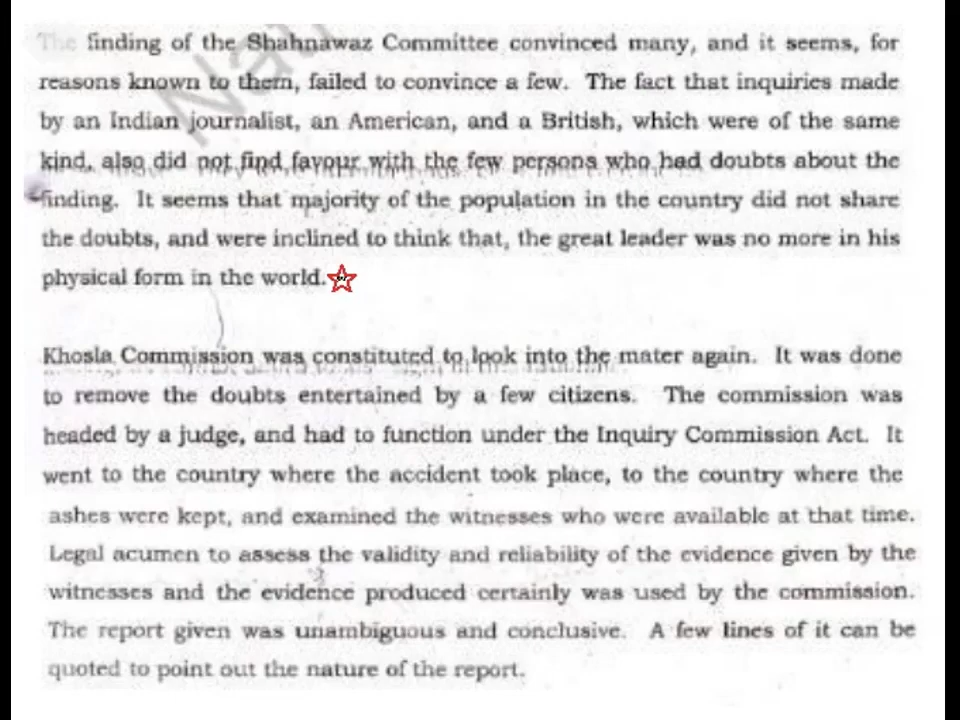 The finding of the Shahnawaz Committee convinced many, and it seems, for
reasons known to them, failed to convince a few. The fact that inquiries made
by an Indian journalist, an American, and a British, which were of the same
kind, also did not find favour with the few persons who had doubts about the
finding. It seems that majority of the population in the country did not share
the doubts, and were inclined to think that, the great leader was no more in his
physical form in the world.
Khosla Commission was constituted to look into the mater again. It was done
to remove the doubts entertained by a few citizens. The commission was
headed by a judge, and had to function under the Inquiry Commission Act. It
went to the country where the accident took place, to the country where the
ashes were kept, and examined the witnesses who were available at that time.
Legal acumen to assess the validity and reliability of the evidence given by the
witnesses and the evidence produced certainly was used by the commission.
The report given was unambiguous and conclusive. A few lines of it can be
quoted to point out the nature of the report.